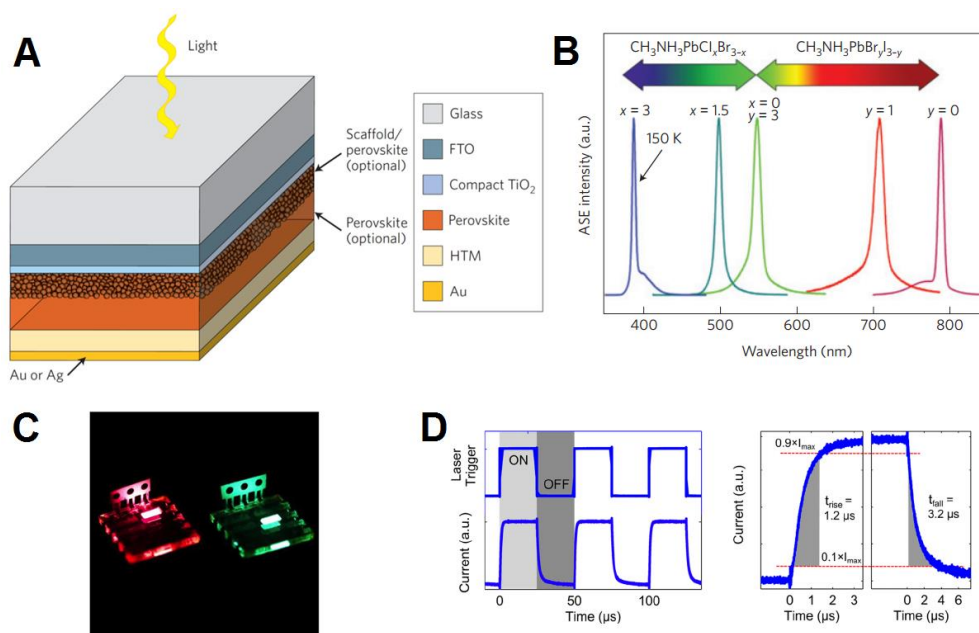 A
Light
Scaffold/
perovskite
(optional)
Perovskite
(optional)
Au or Ag
Glass
FTO
Compact TiO₂
Perovskite
HTM
Au
B
CH₃NH₃PbClₓBr₃₋ₓ
CH₃NH₃PbBrᵧI₃₋ᵧ
x = 3
x = 1.5
x = 0
y = 3
y = 1
y = 0
150 K
ASE intensity (a.u.)
400 500 600 700 800
Wavelength (nm)
C
D
Laser
Trigger
ON
OFF
Current (a.u.)
0 50 100
Time (µs)
Current (a.u.)
0.9×Imax
trise =
1.2 µs
0.1×Imax
tfall =
3.2 µs
0 1 2 3
0 2 4 6
Time (µs)